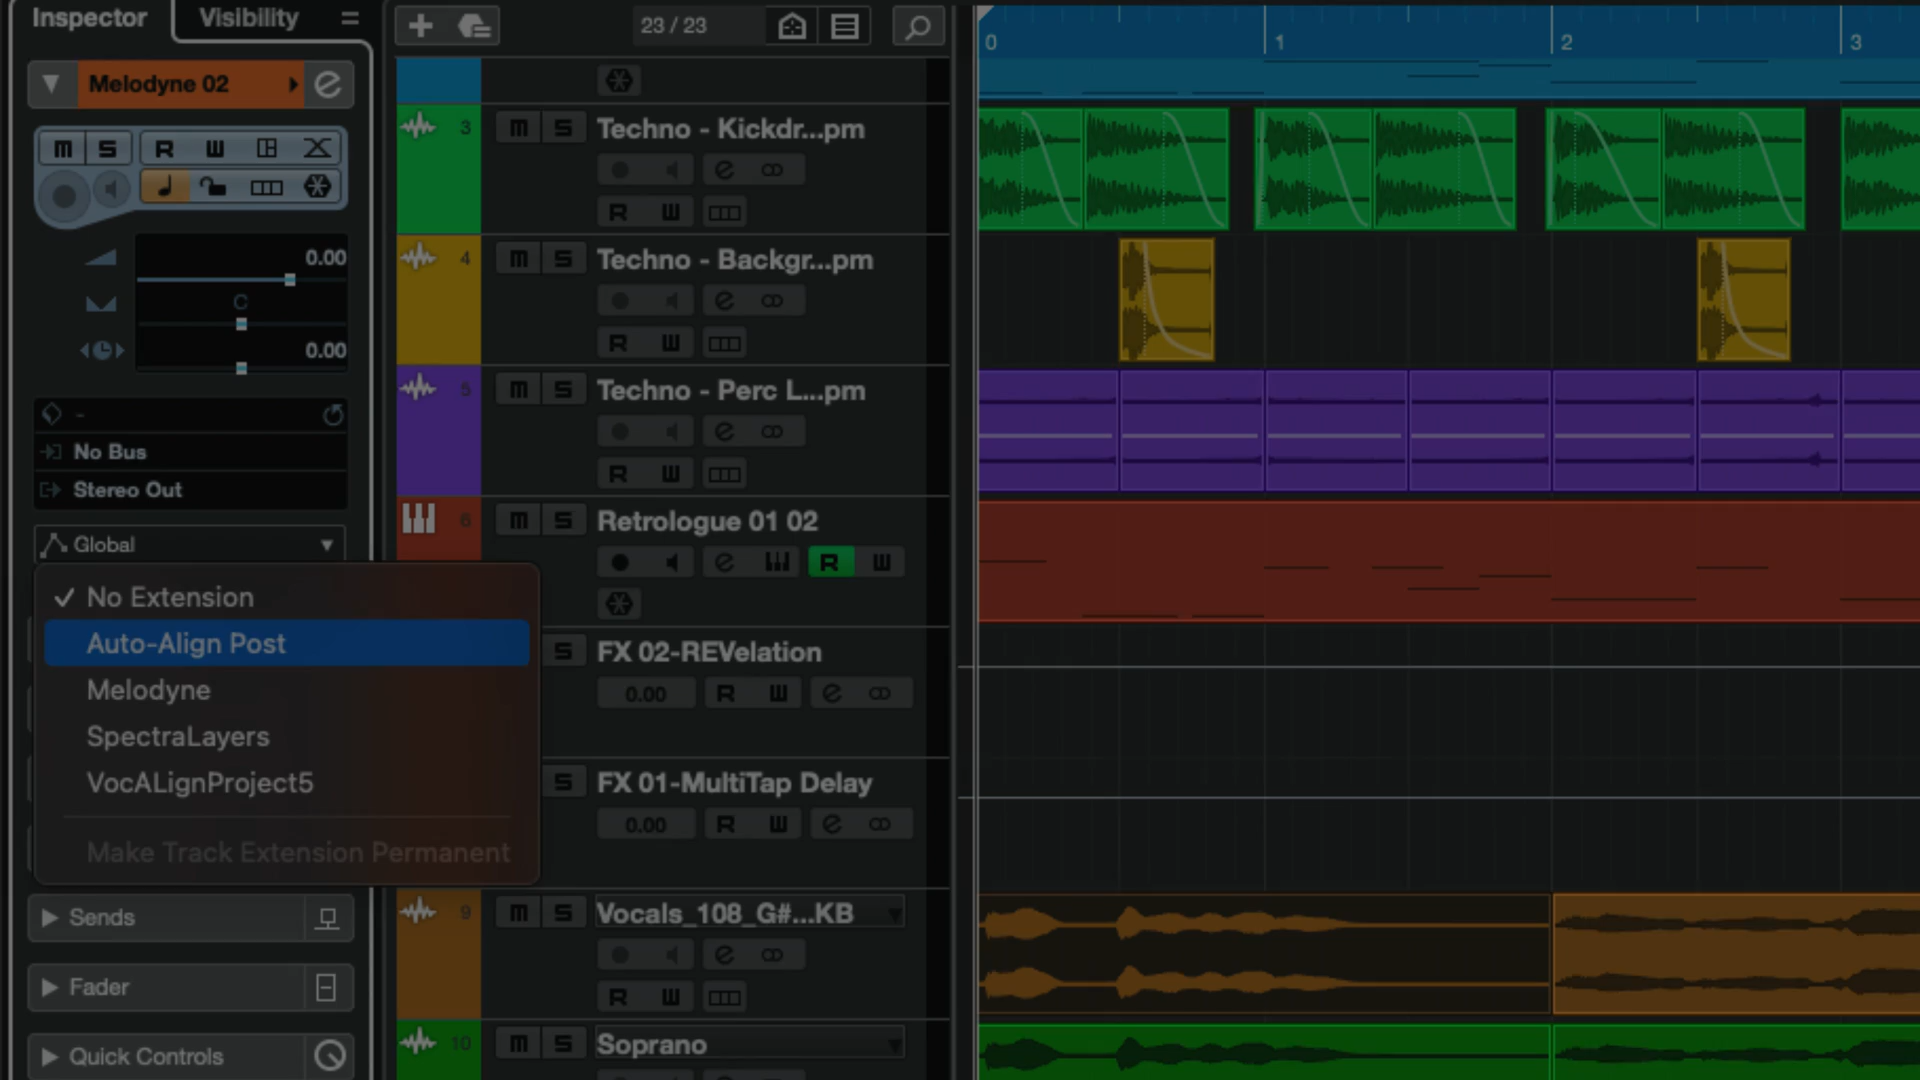 Inspector Visibility
23 / 23
0 1 2 3
Melodyne 02
M S R W
0.00
C
0.00
-
No Bus
Stereo Out
Global
No Extension
Auto-Align Post
Melodyne
SpectraLayers
VocALignProject5
Make Track Extension Permanent
Sends
Fader
Quick Controls
3 M S Techno - Kickdr...pm
R W
4 M S Techno - Backgr...pm
R W
5 M S Techno - Perc L...pm
R W
6 M S Retrologue 01 02
R W
S FX 02-REVelation
0.00 R W
S FX 01-MultiTap Delay
0.00 R W
9 M S Vocals_108_G#...KB
R W
10 M S Soprano